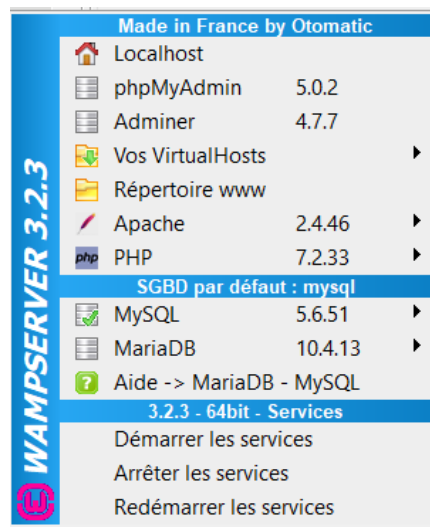 Made in France by Otomatic
Localhost
phpMyAdmin 5.0.2
Adminer 4.7.7
Vos VirtualHosts
Répertoire www
Apache 2.4.46
php PHP 7.2.33
SGBD par défaut : mysql
MySQL 5.6.51
MariaDB 10.4.13
? Aide -> MariaDB - MySQL
3.2.3 - 64bit - Services
Démarrer les services
Arrêter les services
Redémarrer les services
WAMPSERVER 3.2.3